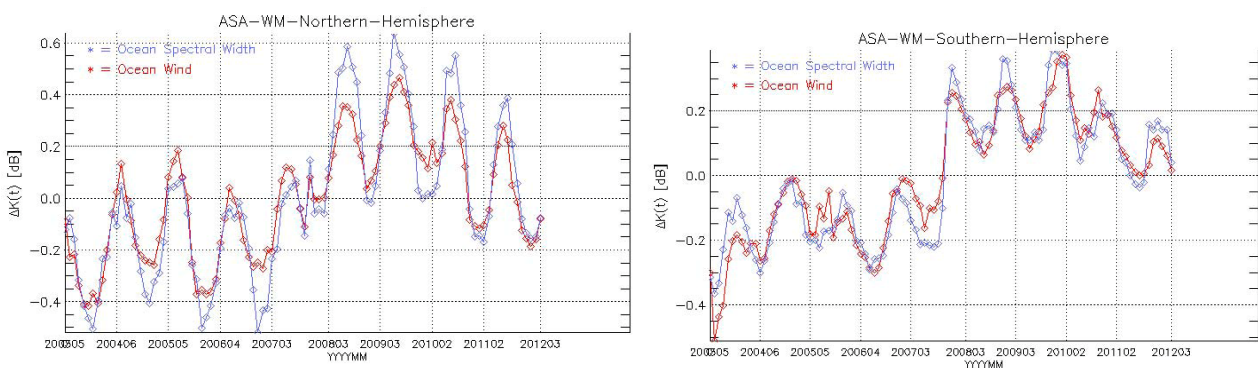 ASA-WM-Northern-Hemisphere
* = Ocean Spectral Width
* = Ocean Wind
0.6
0.4
0.2
0.0
-0.2
-0.4
ΔK(t) [dB]
200406 200505 200604 200703 200803 200903 201002 201102 201203
YYYYMM
ASA-WM-Southern-Hemisphere
* = Ocean Spectral Width
* = Ocean Wind
0.2
0.0
-0.2
-0.4
ΔK(t) [dB]
200406 200505 200604 200703 200803 200903 201002 201102 201203
YYYYMM